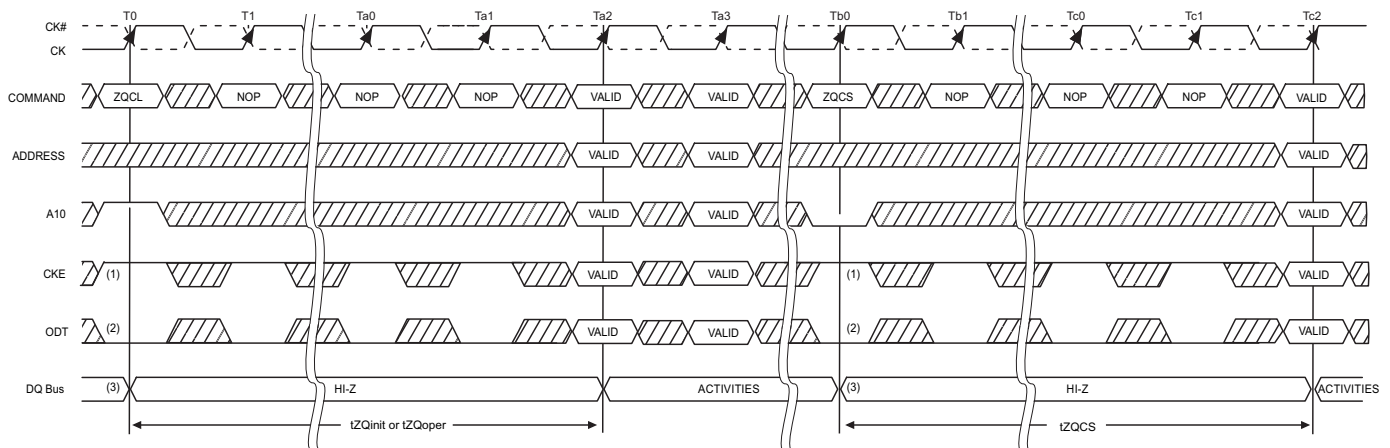 T0 T1 Ta0 Ta1 Ta2 Ta3 Tb0 Tb1 Tc0 Tc1 Tc2
CK#
CK
COMMAND ZQCL NOP NOP NOP VALID VALID ZQCS NOP NOP NOP VALID
ADDRESS VALID VALID VALID
A10 VALID VALID VALID
CKE (1) VALID VALID (1) VALID
ODT (2) VALID VALID (2) VALID
DQ Bus (3) HI-Z ACTIVITIES (3) HI-Z ACTIVITIES
tZQinit or tZQoper tZQCS